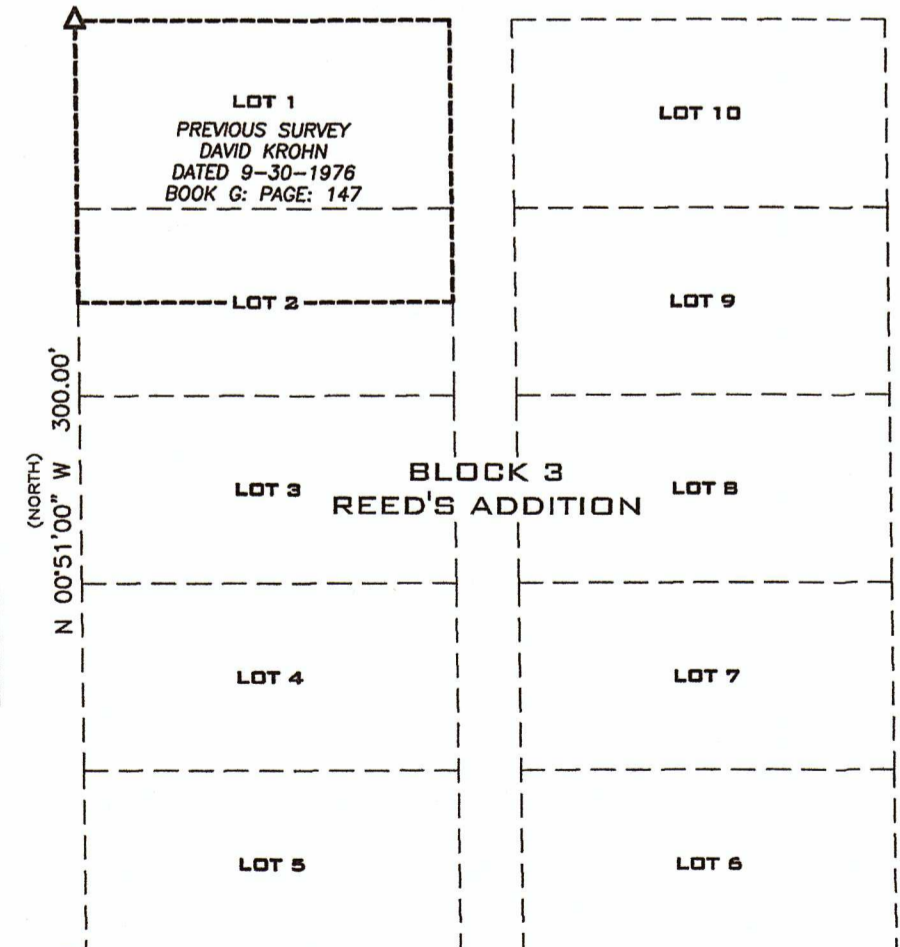 LOT 1
PREVIOUS SURVEY
DAVID KROHN
DATED 9-30-1976
BOOK G: PAGE: 147
LOT 10
LOT 2
LOT 9
(NORTH)
N 00°51'00" W 300.00'
BLOCK 3
REED'S ADDITION
LOT 3
LOT 8
LOT 4
LOT 7
LOT 5
LOT 6